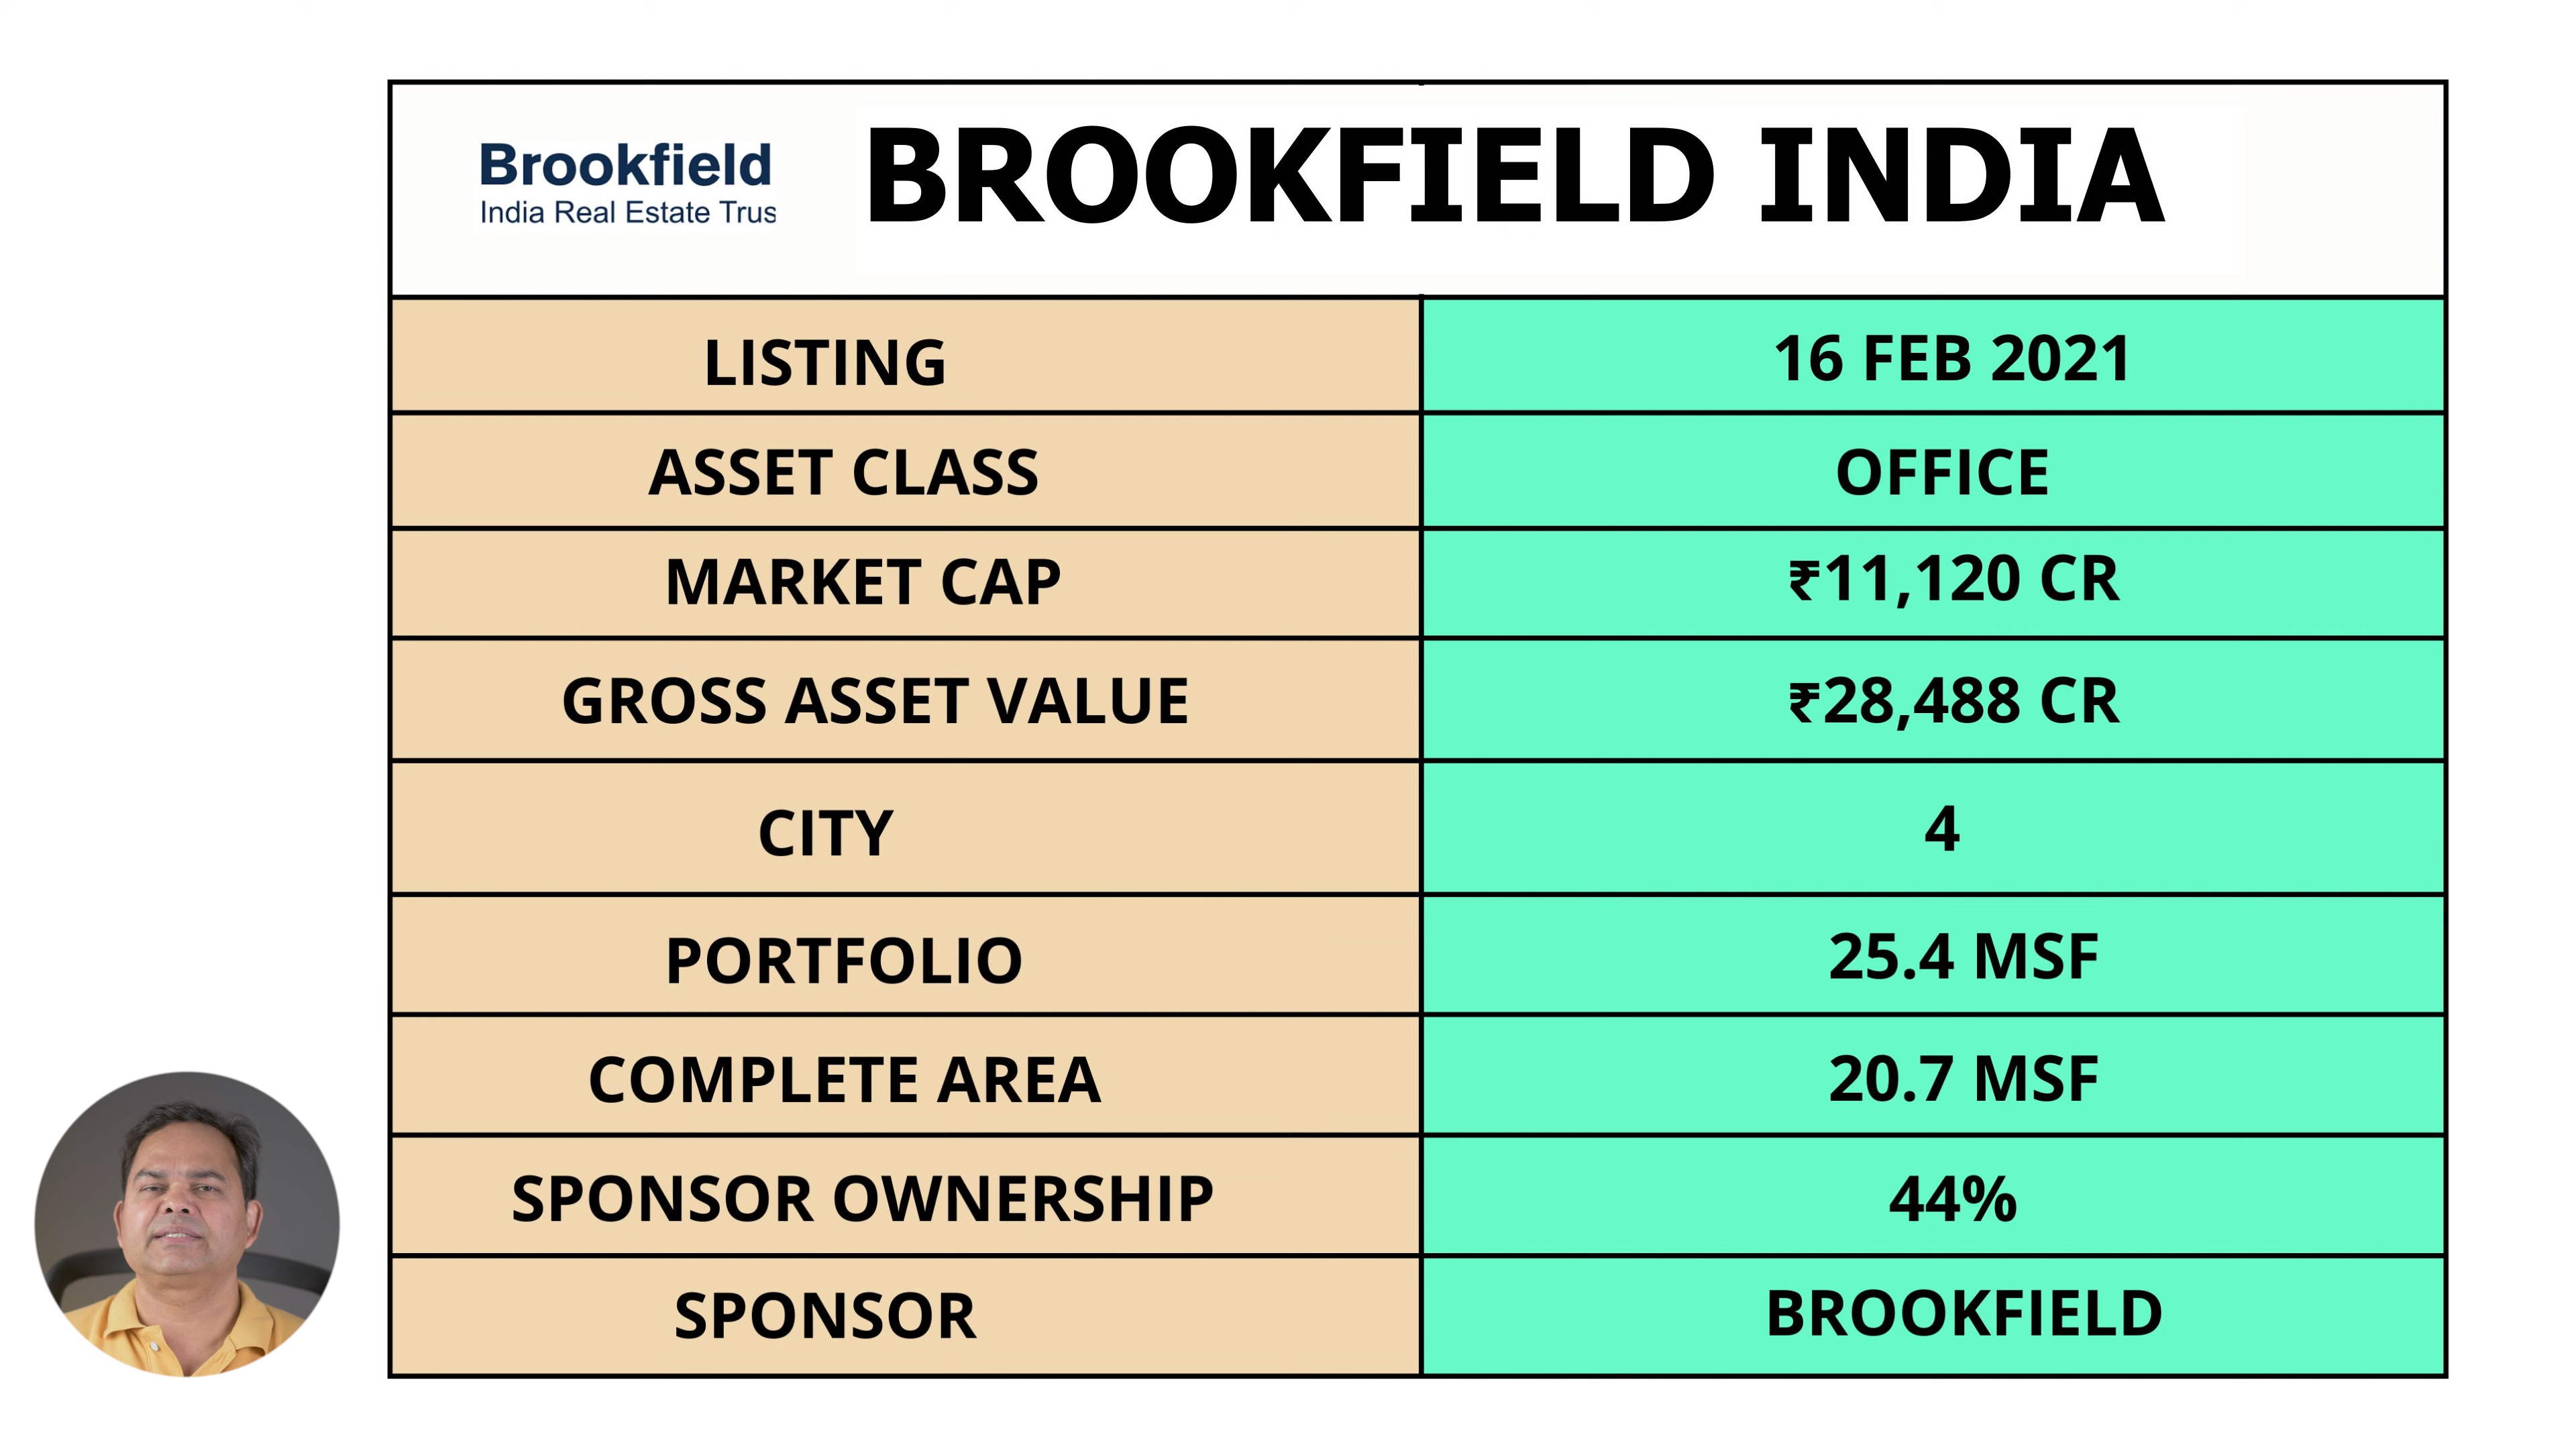 Brookfield
India Real Estate Trus
BROOKFIELD INDIA
LISTING
16 FEB 2021
ASSET CLASS
OFFICE
MARKET CAP
₹11,120 CR
GROSS ASSET VALUE
₹28,488 CR
CITY
4
PORTFOLIO
25.4 MSF
COMPLETE AREA
20.7 MSF
SPONSOR OWNERSHIP
44%
SPONSOR
BROOKFIELD